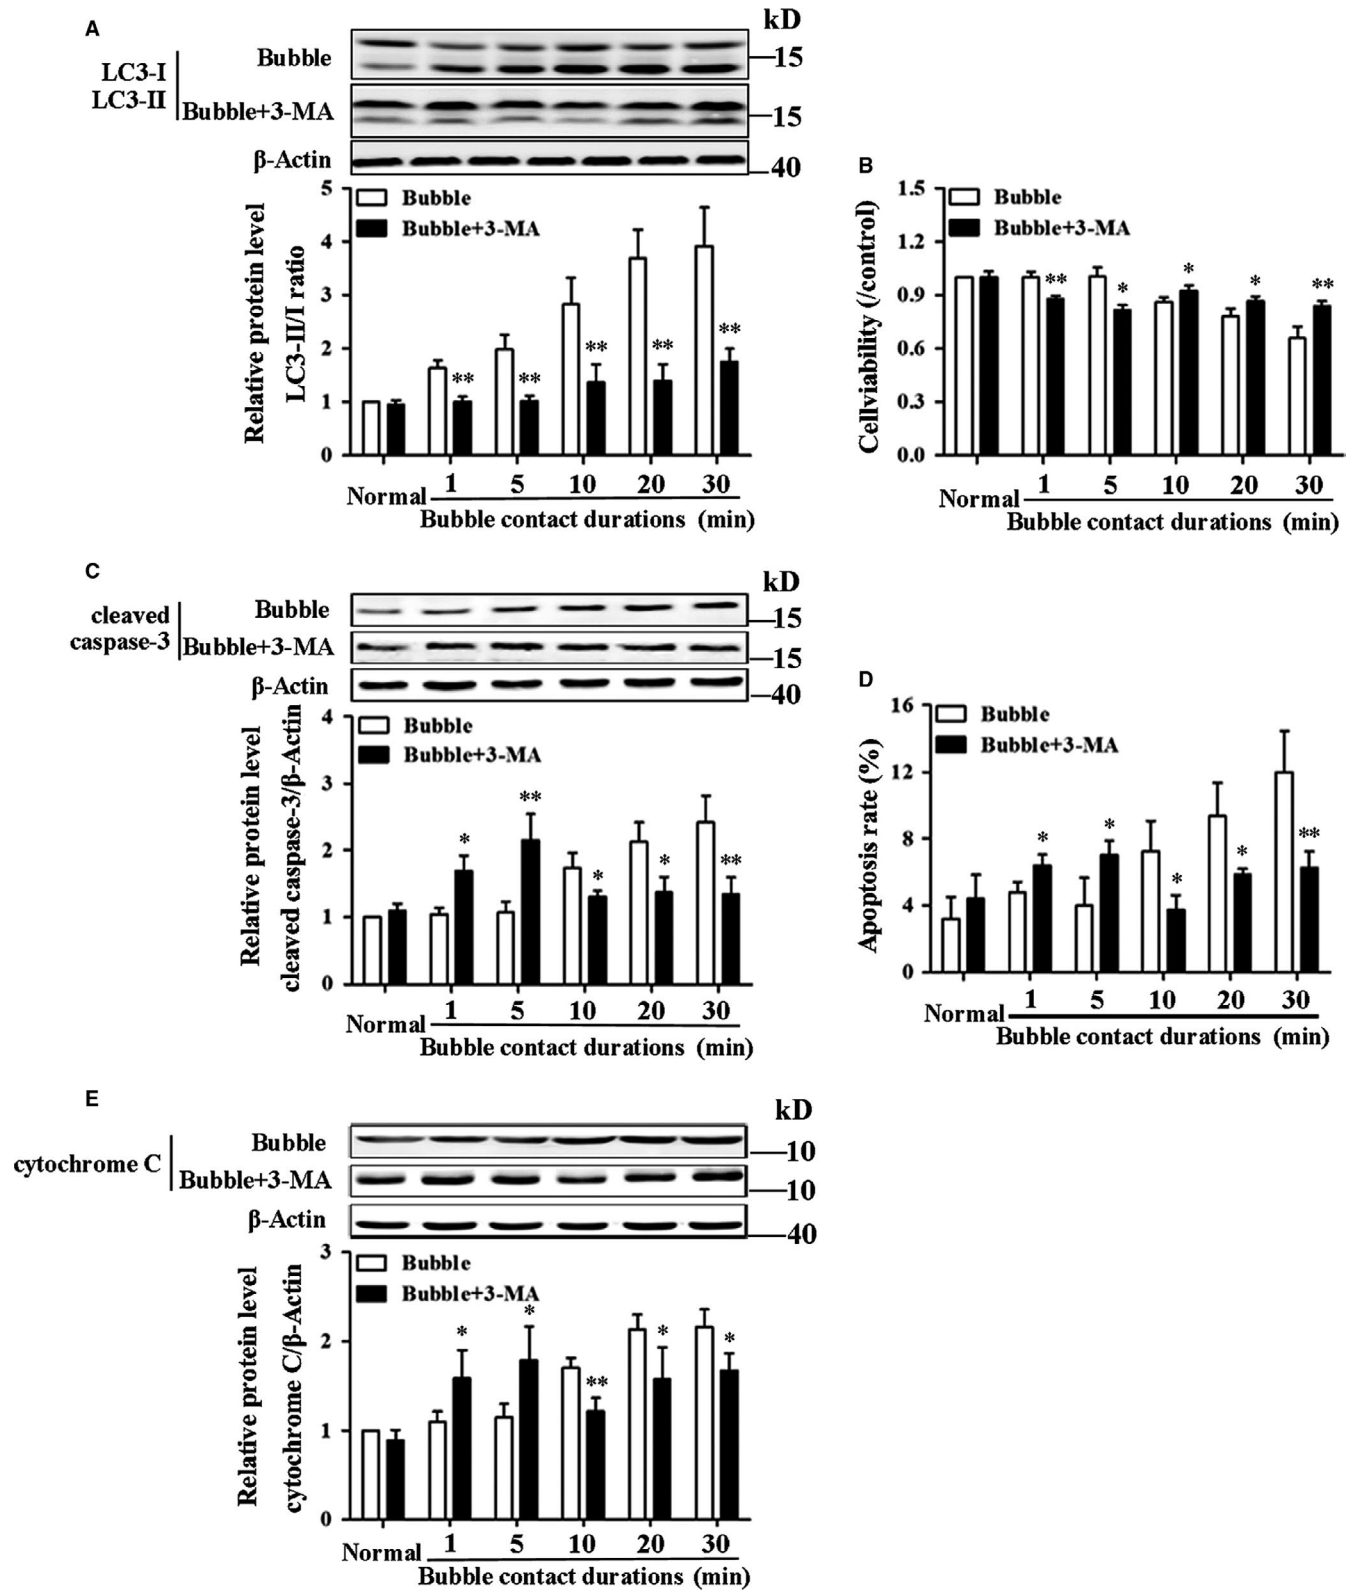 A
kD
LC3-I
LC3-II
Bubble
15
Bubble+3-MA
15
β-Actin
40
Relative protein level
LC3-II/I ratio
5
4
3
2
1
0
Bubble
Bubble+3-MA
**
**
**
**
**
Normal
1
5
10
20
30
Bubble contact durations (min)
B
Cellviability (/control)
1.5
1.2
0.9
0.6
0.3
0.0
Bubble
Bubble+3-MA
**
*
*
*
**
Normal
1
5
10
20
30
Bubble contact durations (min)
C
kD
cleaved
caspase-3
Bubble
15
Bubble+3-MA
15
β-Actin
40
Relative protein level
cleaved caspase-3/β-Actin
4
3
2
1
0
Bubble
Bubble+3-MA
*
**
*
*
**
Normal
1
5
10
20
30
Bubble contact durations (min)
D
Apoptosis rate (%)
16
12
8
4
0
Bubble
Bubble+3-MA
*
*
*
*
**
Normal
1
5
10
20
30
Bubble contact durations (min)
E
kD
cytochrome C
Bubble
10
Bubble+3-MA
10
β-Actin
40
Relative protein level
cytochrome C/β-Actin
3
2
1
0
Bubble
Bubble+3-MA
*
*
**
*
*
Normal
1
5
10
20
30
Bubble contact durations (min)